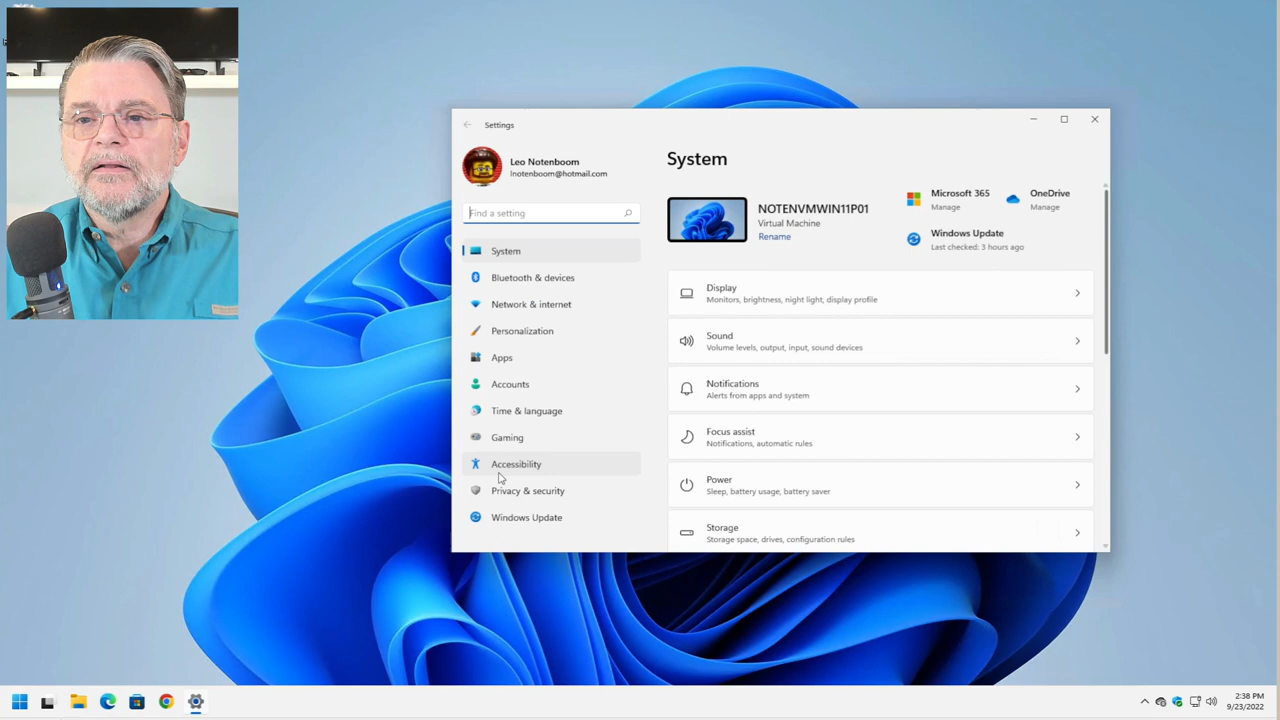 Settings
Leo Notenboom
lnotenboom@hotmail.com
Find a setting
System
Bluetooth & devices
Network & internet
Personalization
Apps
Accounts
Time & language
Gaming
Accessibility
Privacy & security
Windows Update
System
NOTENVMWIN11P01
Virtual Machine
Rename
Microsoft 365
Manage
OneDrive
Manage
Windows Update
Last checked: 3 hours ago
Display
Monitors, brightness, night light, display profile
Sound
Volume levels, output, input, sound devices
Notifications
Alerts from apps and system
Focus assist
Notifications, automatic rules
Power
Sleep, battery usage, battery saver
Storage
Storage space, drives, configuration rules
2:38 PM
9/23/2022